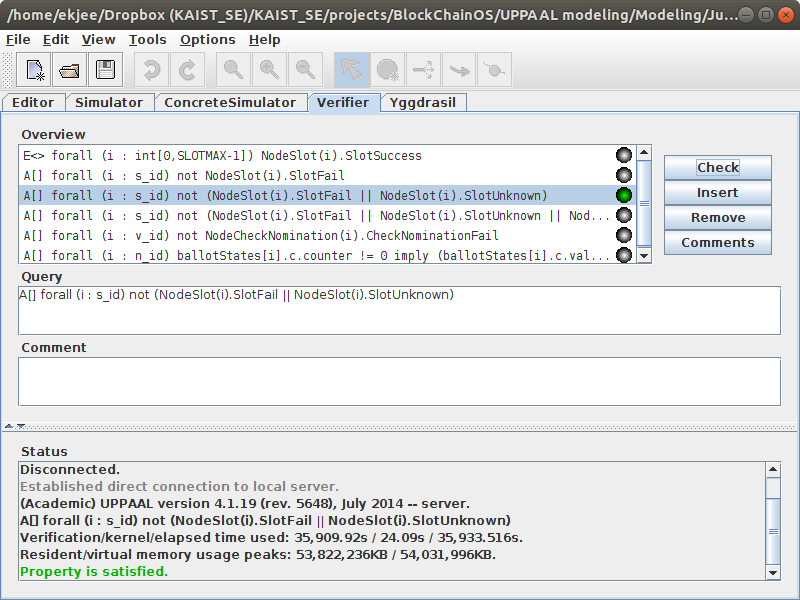 /home/ekjee/Dropbox (KAIST_SE)/KAIST_SE/projects/BlockChainOS/UPPAAL modeling/Modeling/Ju...
File Edit View Tools Options Help
Editor Simulator ConcreteSimulator Verifier Yggdrasil
Overview
E<> forall (i : int[0,SLOTMAX-1]) NodeSlot(i).SlotSuccess
A[] forall (i : s_id) not NodeSlot(i).SlotFail
A[] forall (i : s_id) not (NodeSlot(i).SlotFail || NodeSlot(i).SlotUnknown)
A[] forall (i : s_id) not (NodeSlot(i).SlotFail || NodeSlot(i).SlotUnknown || Nod...
A[] forall (i : v_id) not NodeCheckNomination(i).CheckNominationFail
A[] forall (i : n_id) ballotStates[i].c.counter != 0 imply (ballotStates[i].c.val...
Check
Insert
Remove
Comments
Query
A[] forall (i : s_id) not (NodeSlot(i).SlotFail || NodeSlot(i).SlotUnknown)
Comment
Status
Disconnected.
Established direct connection to local server.
(Academic) UPPAAL version 4.1.19 (rev. 5648), July 2014 -- server.
A[] forall (i : s_id) not (NodeSlot(i).SlotFail || NodeSlot(i).SlotUnknown)
Verification/kernel/elapsed time used: 35,909.92s / 24.09s / 35,933.516s.
Resident/virtual memory usage peaks: 53,822,236KB / 54,031,996KB.
Property is satisfied.